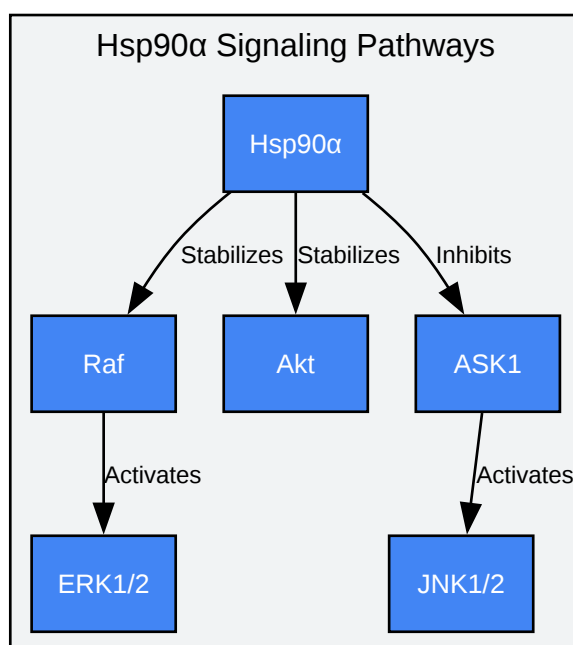 Hsp90α Signaling Pathways
Hsp90α
Stabilizes
Stabilizes
Inhibits
Raf
Akt
ASK1
Activates
Activates
ERK1/2
JNK1/2